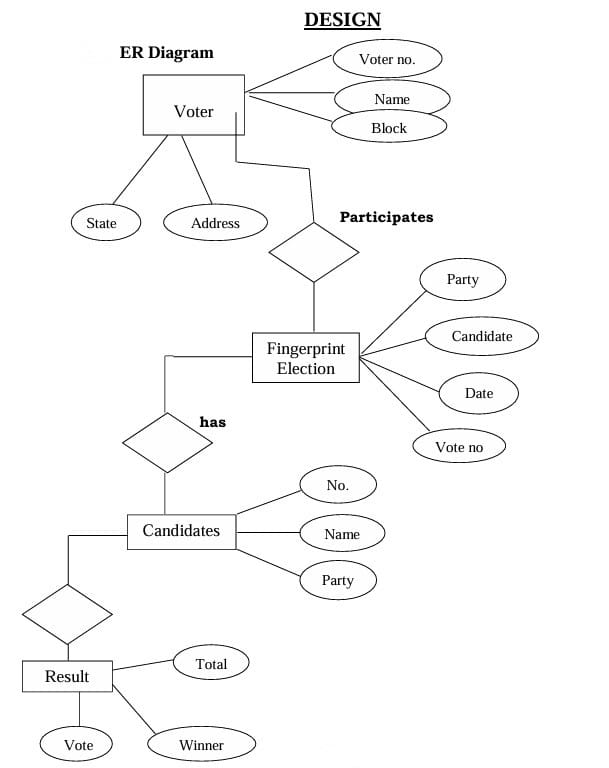 DESIGN
ER Diagram
Voter no.
Voter
Name
Block
State
Address
Participates
Party
Candidate
Fingerprint
Election
Date
has
Vote no
No.
Candidates
Name
Party
Total
Result
Vote
Winner